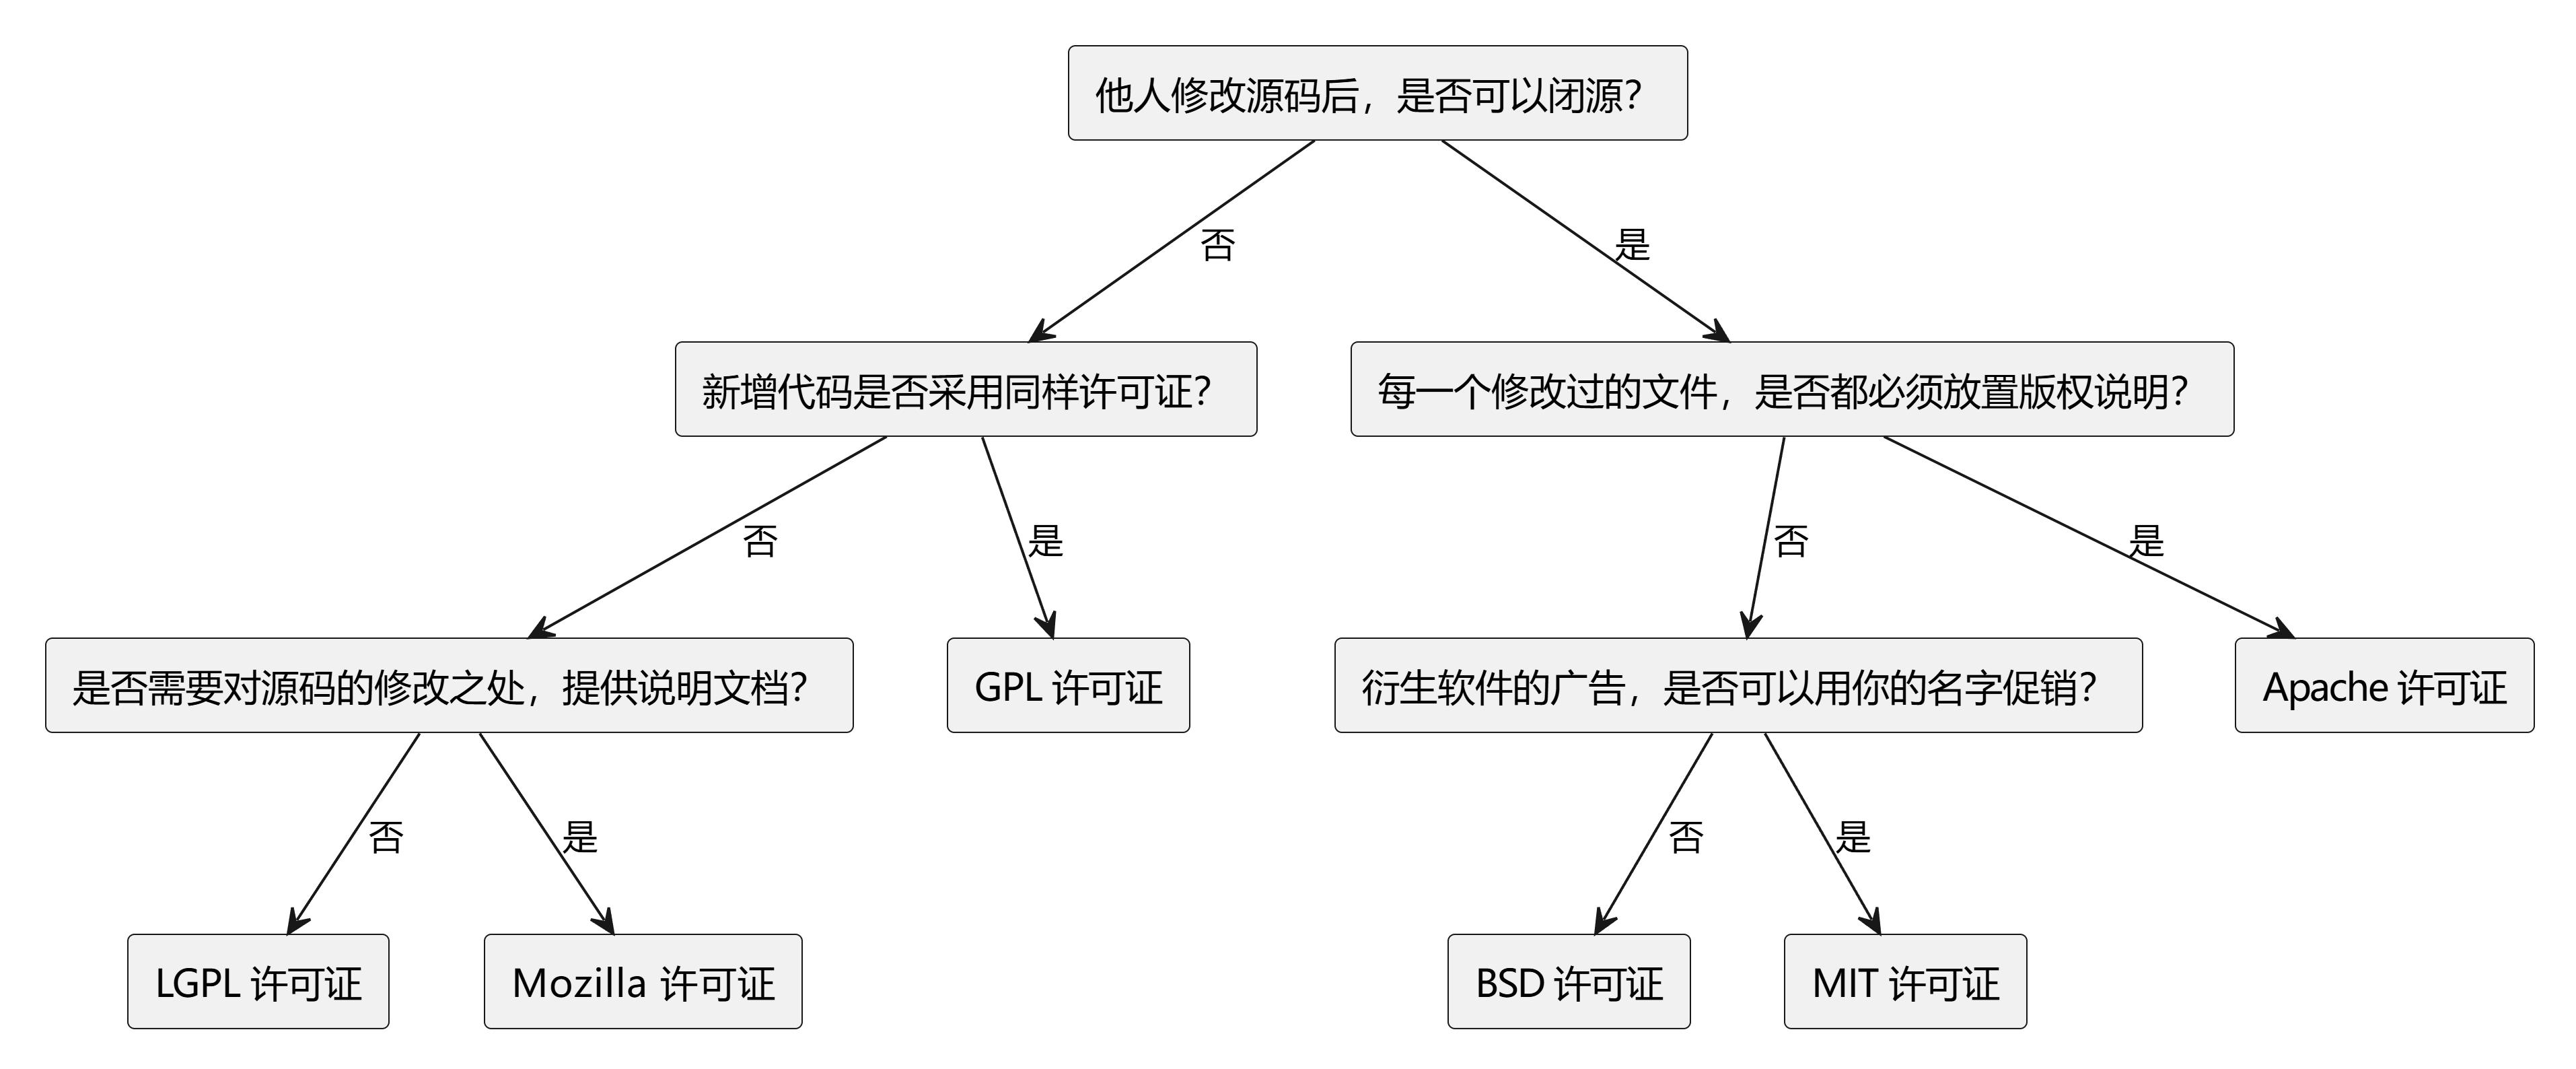 他人修改源码后，是否可以闭源？
否
是
新增代码是否采用同样许可证？
每一个修改过的文件，是否都必须放置版权说明？
否
是
否
是
是否需要对源码的修改之处，提供说明文档？
GPL 许可证
衍生软件的广告，是否可以用你的名字促销？
Apache 许可证
否
是
否
是
LGPL 许可证
Mozilla 许可证
BSD 许可证
MIT 许可证